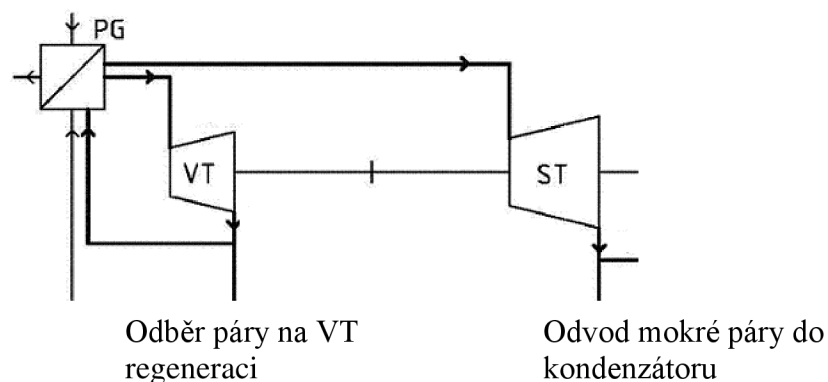 PG
VT
ST
Odběr páry na VT
regeneraci
Odvod mokré páry do
kondenzátoru